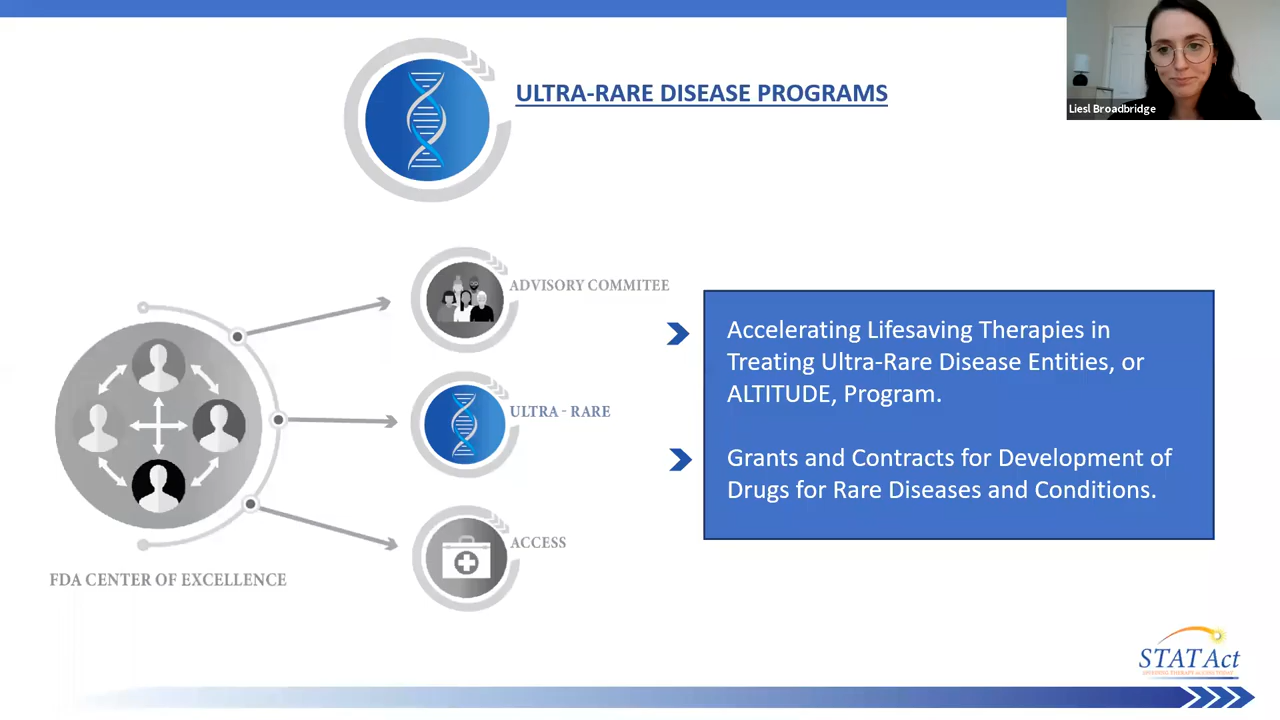 Liesl Broadbridge
ULTRA-RARE DISEASE PROGRAMS
ADVISORY COMMITEE
ULTRA - RARE
ACCESS
FDA CENTER OF EXCELLENCE
Accelerating Lifesaving Therapies in
Treating Ultra-Rare Disease Entities, or
ALTITUDE, Program.
Grants and Contracts for Development of
Drugs for Rare Diseases and Conditions.
STAT Act